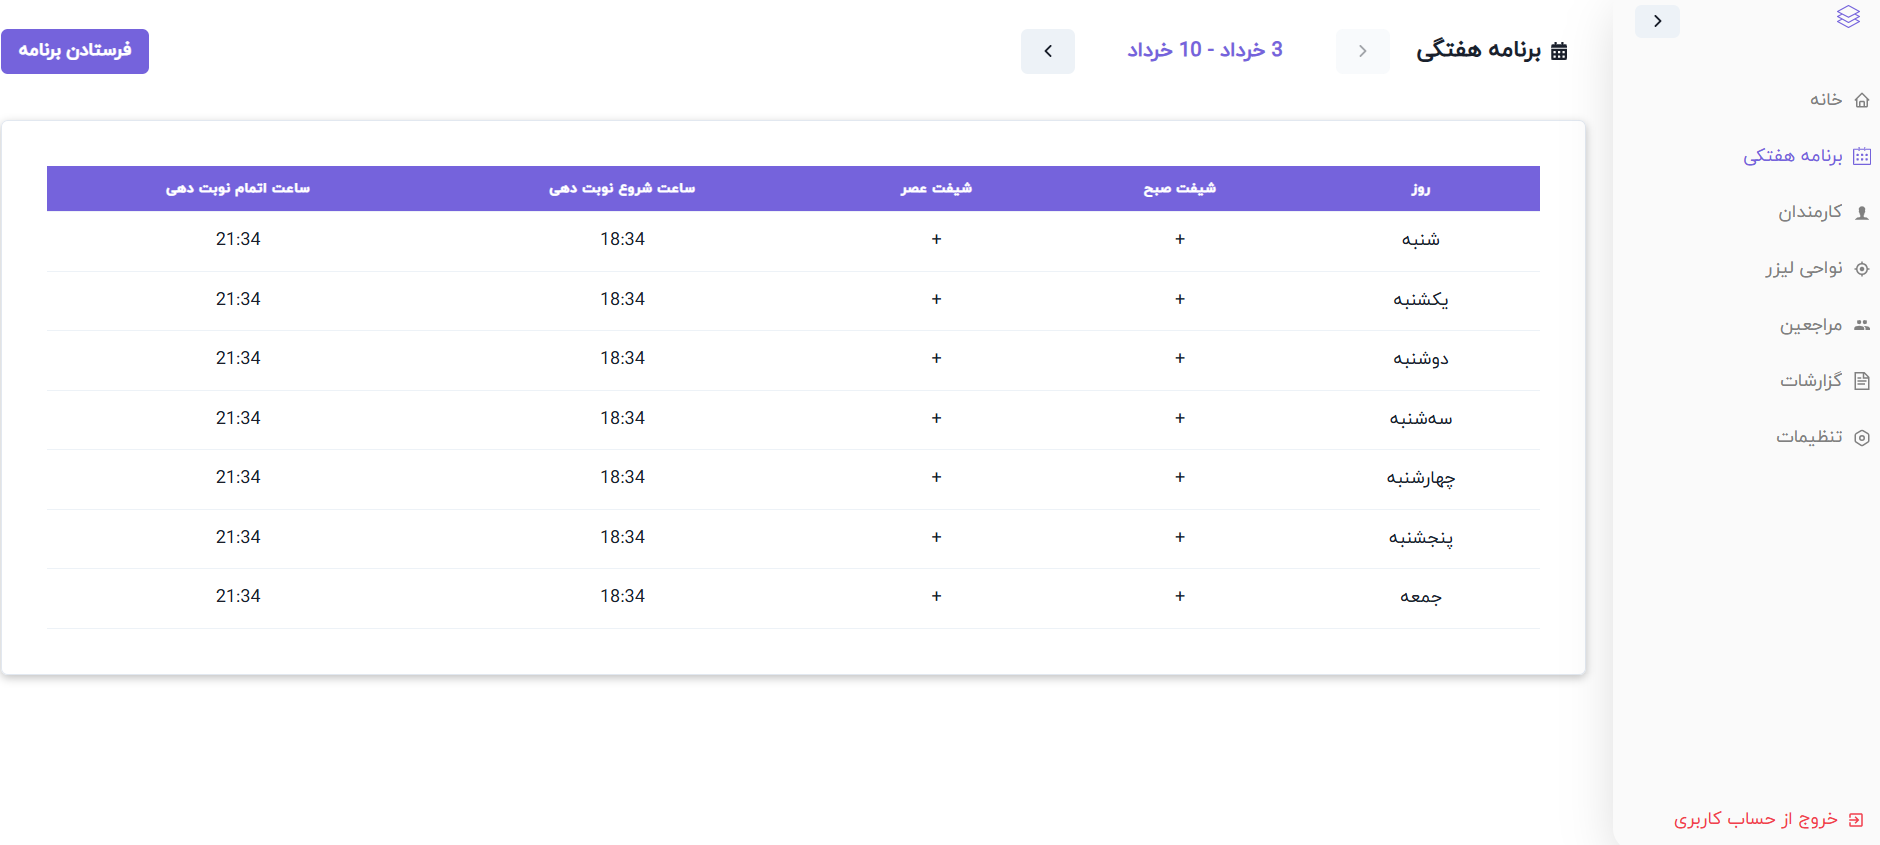 خانه
برنامه هفتگی
کارمندان
نواحی لیزر
مراجعین
گزارشات
تنظیمات
خروج از حساب کاربری
برنامه هفتگی
3 خرداد - 10 خرداد
فرستادن برنامه
روز شیفت صبح شیفت عصر ساعت شروع نوبت دهی ساعت اتمام نوبت دهی
شنبه + + 18:34 21:34
یکشنبه + + 18:34 21:34
دوشنبه + + 18:34 21:34
سه‌شنبه + + 18:34 21:34
چهارشنبه + + 18:34 21:34
پنجشنبه + + 18:34 21:34
جمعه + + 18:34 21:34